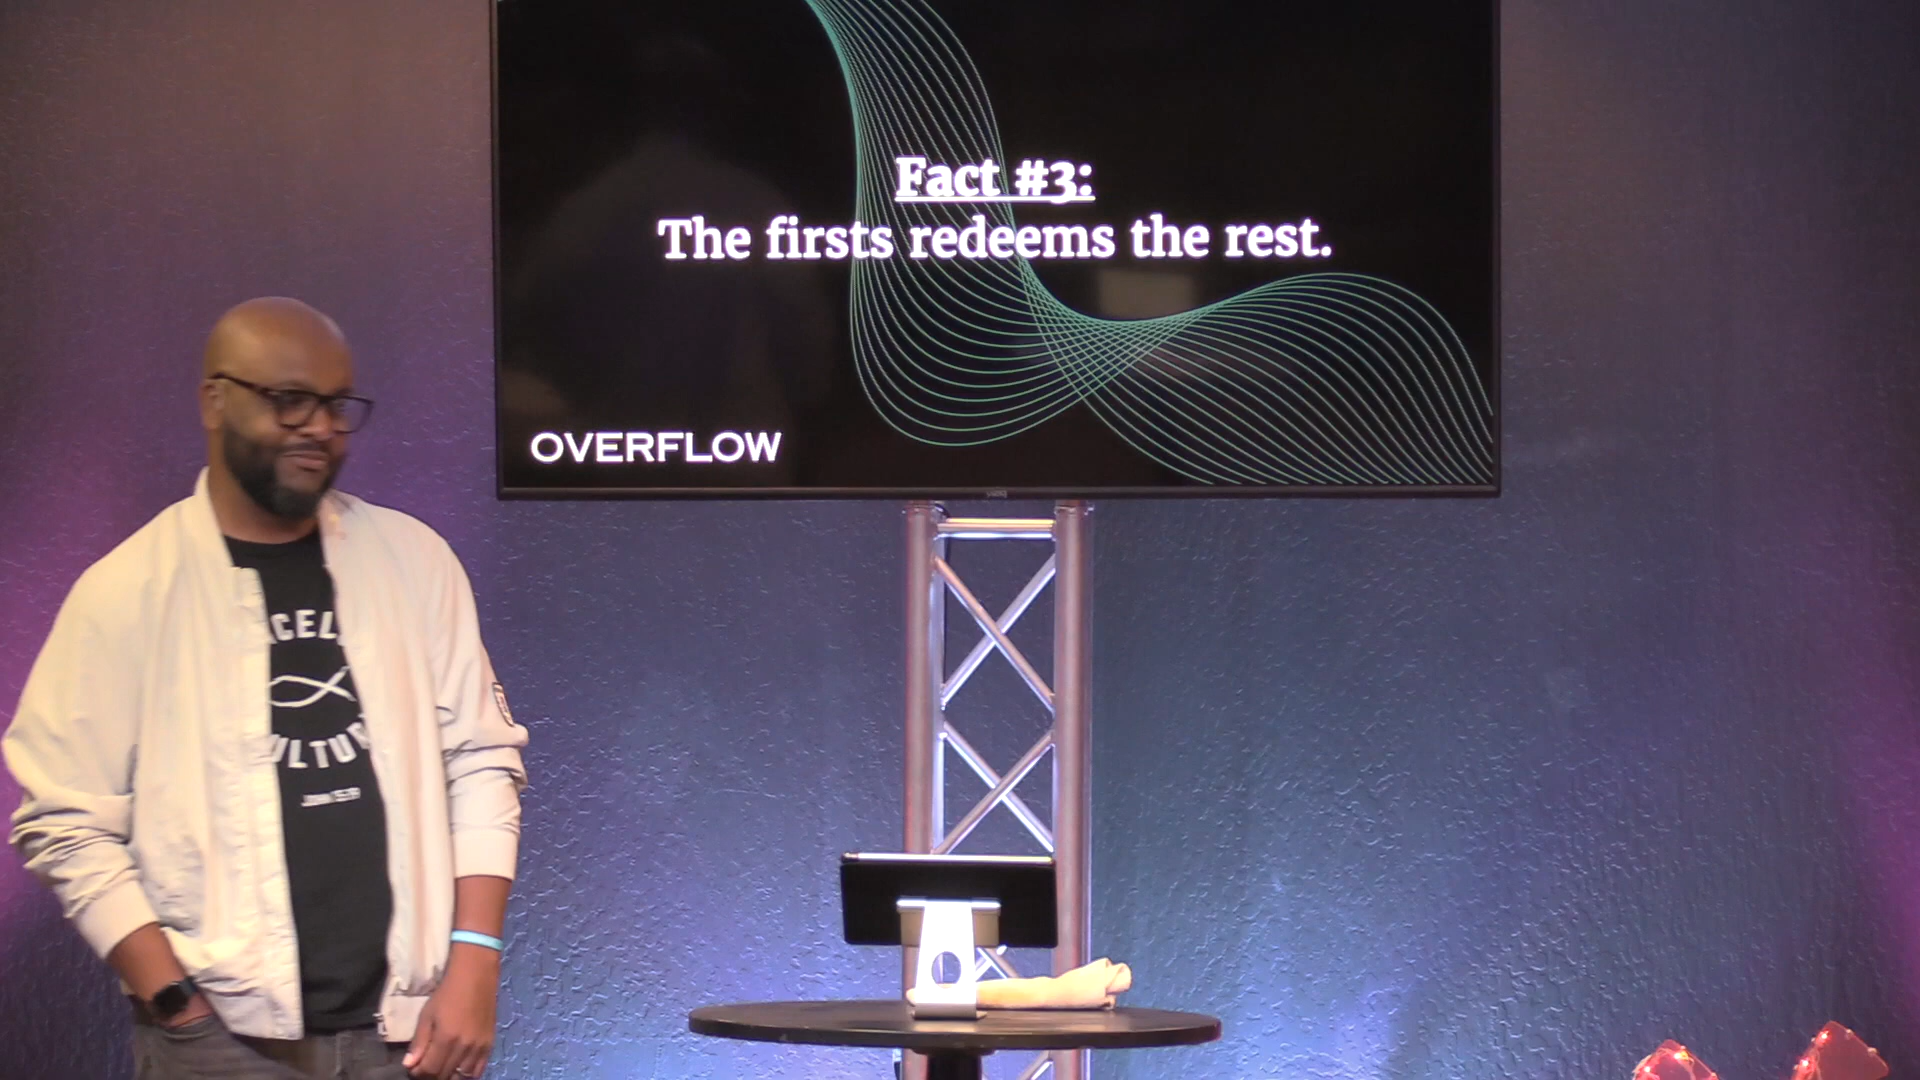 Fact #3:
The firsts redeems the rest.
OVERFLOW